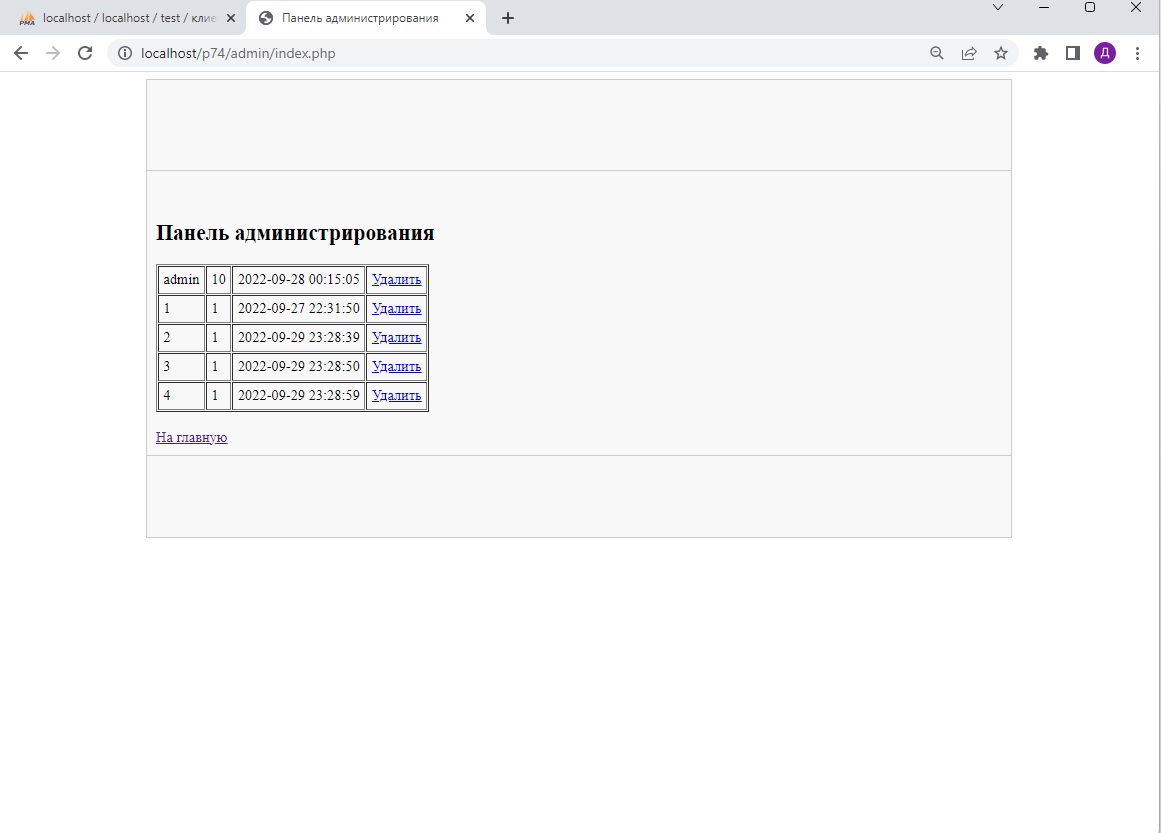 PMA localhost / localhost / test / клие
Панель администрирования
localhost/p74/admin/index.php
Д
Панель администрирования
admin 10 2022-09-28 00:15:05 Удалить
1 1 2022-09-27 22:31:50 Удалить
2 1 2022-09-29 23:28:39 Удалить
3 1 2022-09-29 23:28:50 Удалить
4 1 2022-09-29 23:28:59 Удалить
На главную